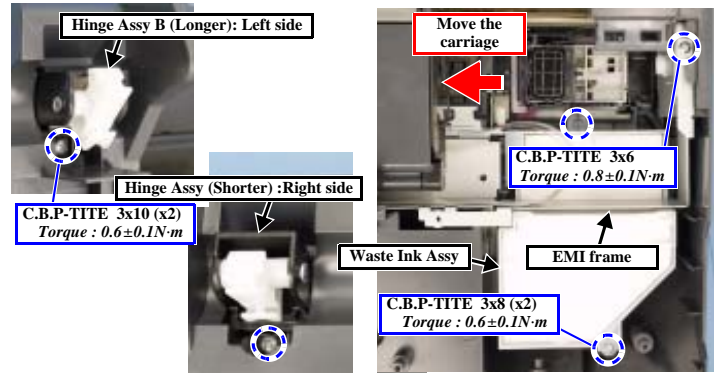 Hinge Assy B (Longer): Left side
C.B.P-TITE 3x10 (x2)
Torque : 0.6±0.1N·m
Hinge Assy (Shorter) :Right side
Move the
carriage
C.B.P-TITE 3x6
Torque : 0.8±0.1N·m
Waste Ink Assy
EMI frame
C.B.P-TITE 3x8 (x2)
Torque : 0.6±0.1N·m